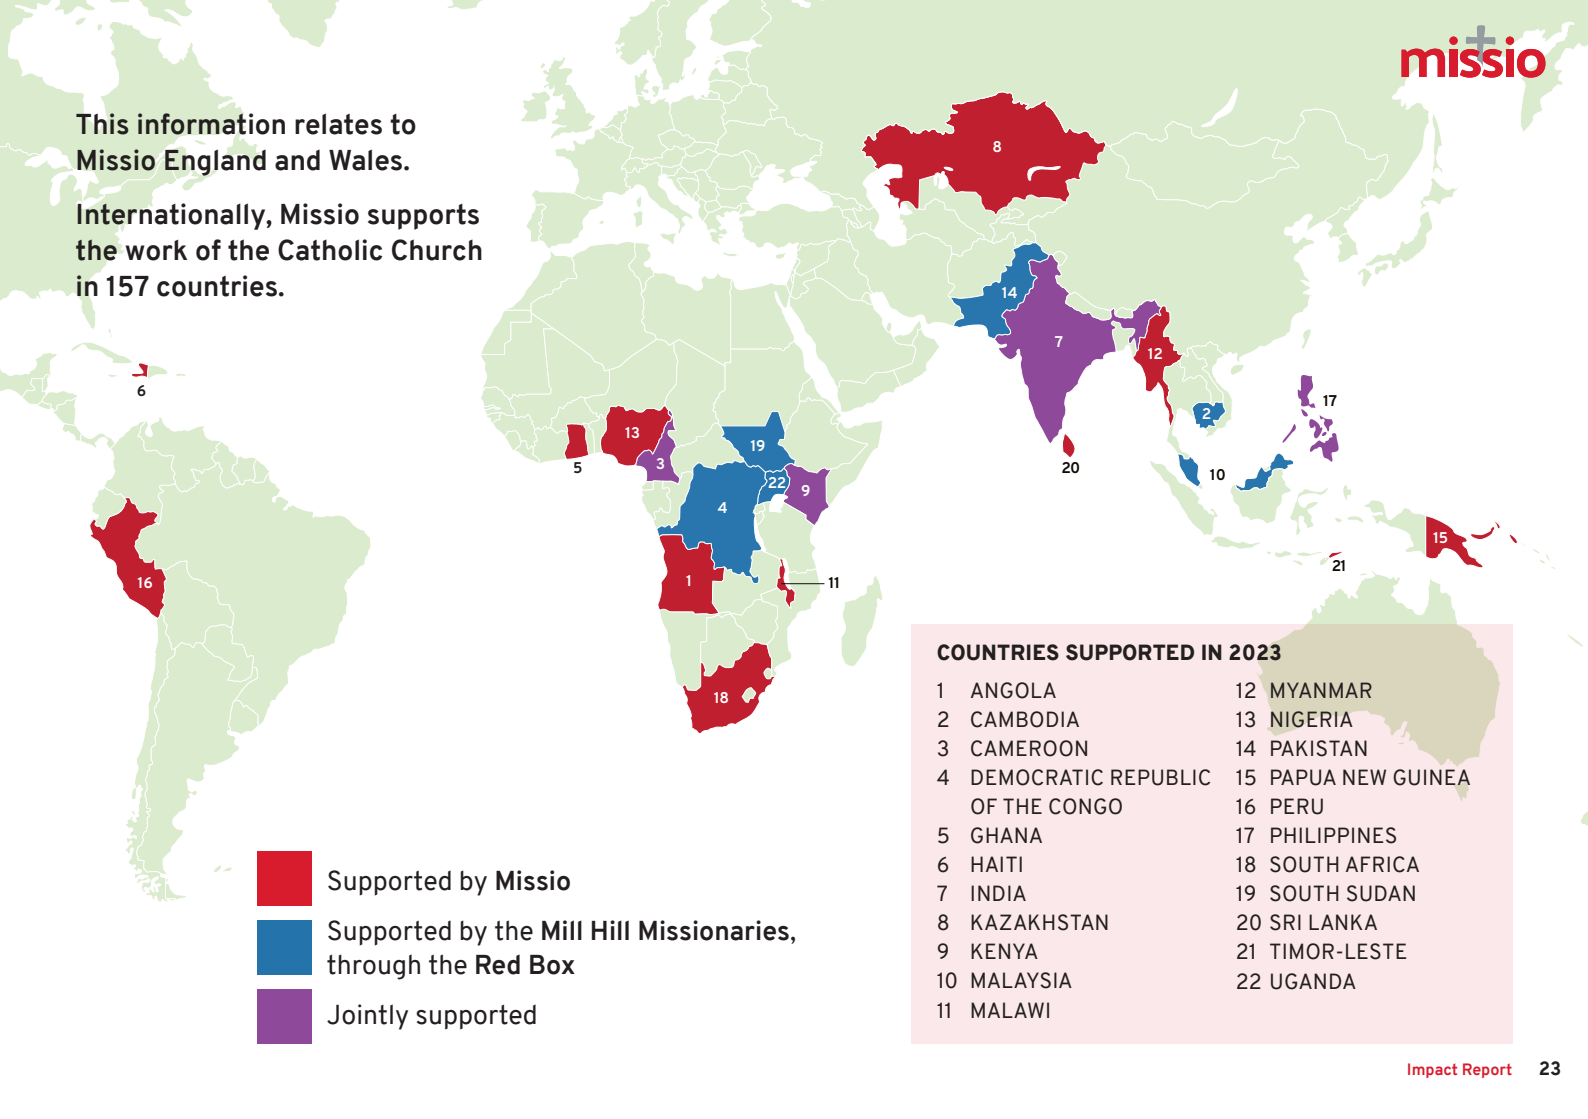 missio
This information relates to
Missio England and Wales.
Internationally, Missio supports
the work of the Catholic Church
in 157 countries.
8
14
7
12
6
17
2
13
19
5
3
20
10
22
9
4
15
21
16
1
11
18
COUNTRIES SUPPORTED IN 2023
1 ANGOLA
2 CAMBODIA
3 CAMEROON
4 DEMOCRATIC REPUBLIC
OF THE CONGO
5 GHANA
6 HAITI
7 INDIA
8 KAZAKHSTAN
9 KENYA
10 MALAYSIA
11 MALAWI
12 MYANMAR
13 NIGERIA
14 PAKISTAN
15 PAPUA NEW GUINEA
16 PERU
17 PHILIPPINES
18 SOUTH AFRICA
19 SOUTH SUDAN
20 SRI LANKA
21 TIMOR-LESTE
22 UGANDA
Supported by Missio
Supported by the Mill Hill Missionaries,
through the Red Box
Jointly supported
Impact Report 23